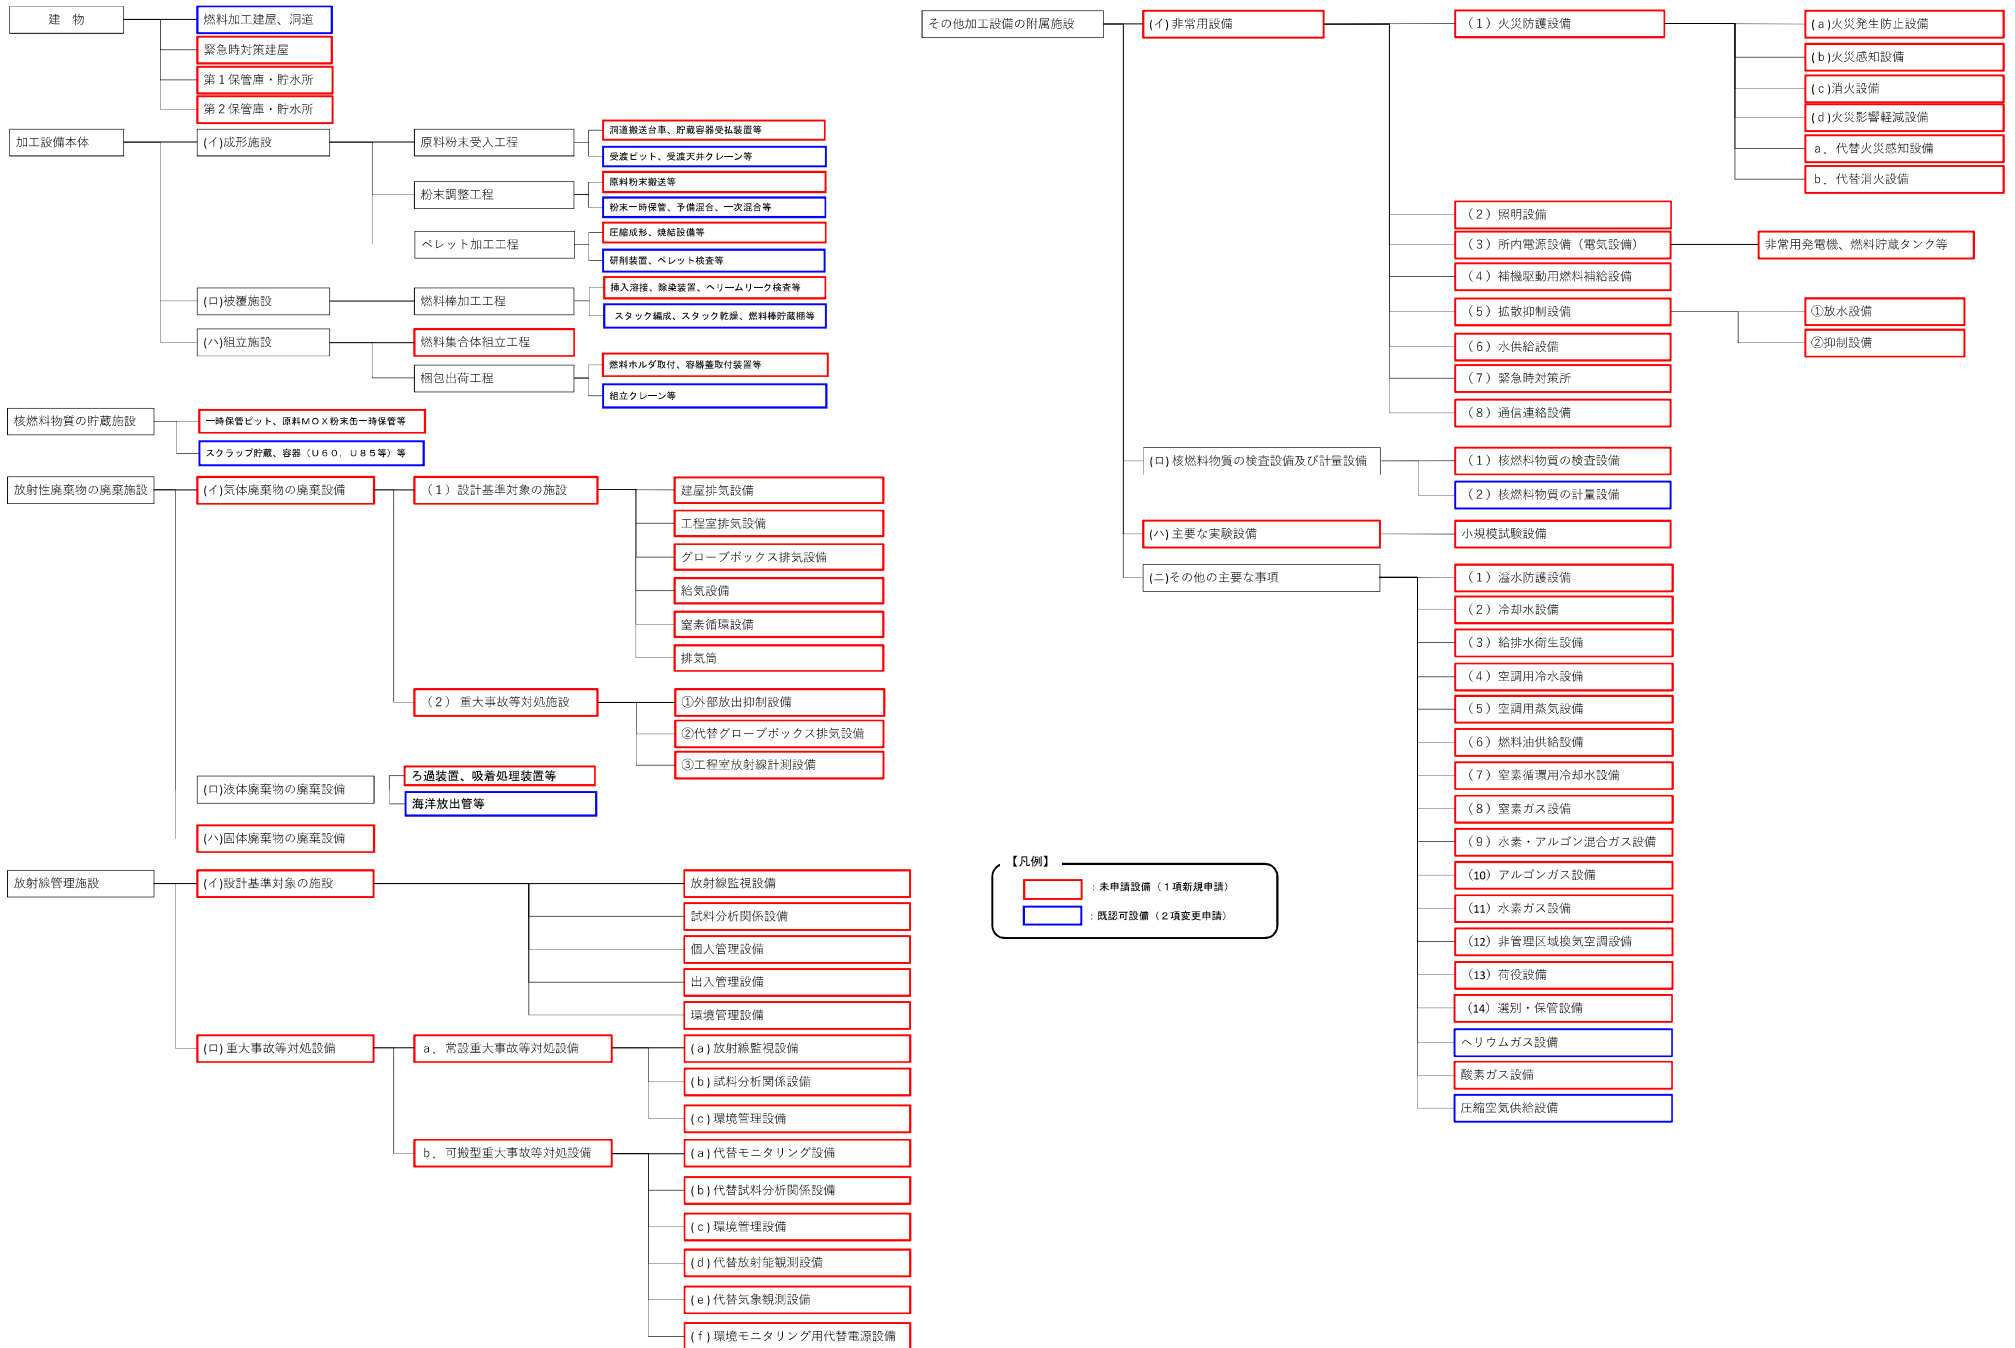 建　物
燃料加工建屋、洞道
緊急時対策建屋
第１保管庫・貯水所
第２保管庫・貯水所
加工設備本体
(イ)成形施設
原料粉末受入工程
洞道搬送台車、貯蔵容器受払装置等
受渡ピット、受渡天井クレーン等
粉末調整工程
原料粉末搬送等
粉末一時保管、予備混合、一次混合等
ペレット加工工程
圧縮成形、焼結設備等
研削装置、ペレット検査等
(ロ)被覆施設
燃料棒加工工程
挿入溶接、除染装置、ヘリームリーク検査等
スタック編成、スタック乾燥、燃料棒貯蔵棚等
(ハ)組立施設
燃料集合体組立工程
梱包出荷工程
燃料ホルダ取付、容器蓋取付装置等
組立クレーン等
核燃料物質の貯蔵施設
一時保管ピット、原料ＭＯＸ粉末缶一時保管等
スクラップ貯蔵、容器（Ｕ６０．Ｕ８５等）等
放射性廃棄物の廃棄施設
(イ)気体廃棄物の廃棄設備
（１）設計基準対象の施設
建屋排気設備
工程室排気設備
グローブボックス排気設備
給気設備
窒素循環設備
排気筒
（２）重大事故等対処施設
①外部放出抑制設備
②代替グローブボックス排気設備
③工程室放射線計測設備
(ロ)液体廃棄物の廃棄設備
ろ過装置、吸着処理装置等
海洋放出管等
(ハ)固体廃棄物の廃棄設備
放射線管理施設
(イ)設計基準対象の施設
放射線監視設備
試料分析関係設備
個人管理設備
出入管理設備
環境管理設備
(ロ)重大事故等対処設備
ａ．常設重大事故等対処設備
(ａ)放射線監視設備
(ｂ)試料分析関係設備
(ｃ)環境管理設備
ｂ．可搬型重大事故等対処設備
(ａ)代替モニタリング設備
(ｂ)代替試料分析関係設備
(ｃ)環境管理設備
(ｄ)代替放射能観測設備
(ｅ)代替気象観測設備
(ｆ)環境モニタリング用代替電源設備
その他加工設備の附属施設
(イ)非常用設備
（１）火災防護設備
(ａ)火災発生防止設備
(ｂ)火災感知設備
(ｃ)消火設備
(ｄ)火災影響軽減設備
ａ．代替火災感知設備
ｂ．代替消火設備
（２）照明設備
（３）所内電源設備（電気設備）
非常用発電機、燃料貯蔵タンク等
（４）補機駆動用燃料補給設備
（５）拡散抑制設備
①放水設備
②抑制設備
（６）水供給設備
（７）緊急時対策所
（８）通信連絡設備
(ロ)核燃料物質の検査設備及び計量設備
（１）核燃料物質の検査設備
（２）核燃料物質の計量設備
(ハ)主要な実験設備
小規模試験設備
(ニ)その他の主要な事項
（１）溢水防護設備
（２）冷却水設備
（３）給排水衛生設備
（４）空調用冷水設備
（５）空調用蒸気設備
（６）燃料油供給設備
（７）窒素循環用冷却水設備
（８）窒素ガス設備
（９）水素・アルゴン混合ガス設備
（10）アルゴンガス設備
（11）水素ガス設備
（12）非管理区域換気空調設備
（13）荷役設備
（14）選別・保管設備
ヘリウムガス設備
酸素ガス設備
圧縮空気供給設備
【凡例】
：未申請設備（１項新規申請）
：既認可設備（２項変更申請）